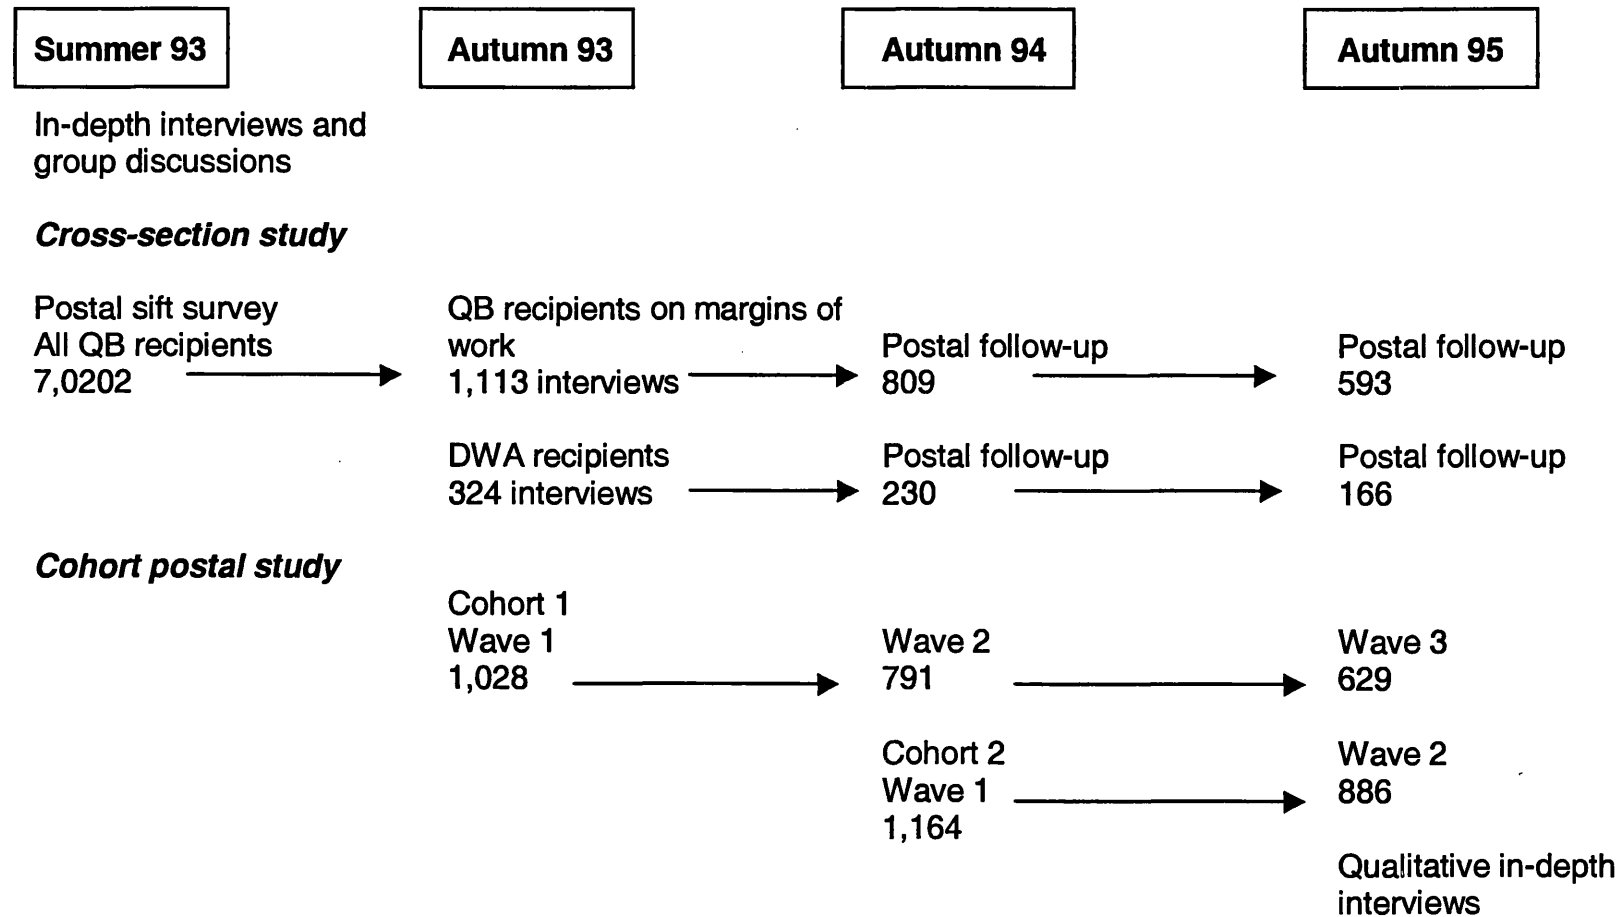 Summer 93
Autumn 93
Autumn 94
Autumn 95
In-depth interviews and
group discussions
Cross-section study
Postal sift survey
All QB recipients
7,0202
QB recipients on margins of
work
1,113 interviews
Postal follow-up
809
Postal follow-up
593
DWA recipients
324 interviews
Postal follow-up
230
Postal follow-up
166
Cohort postal study
Cohort 1
Wave 1
1,028
Wave 2
791
Wave 3
629
Cohort 2
Wave 1
1,164
Wave 2
886
Qualitative in-depth
interviews